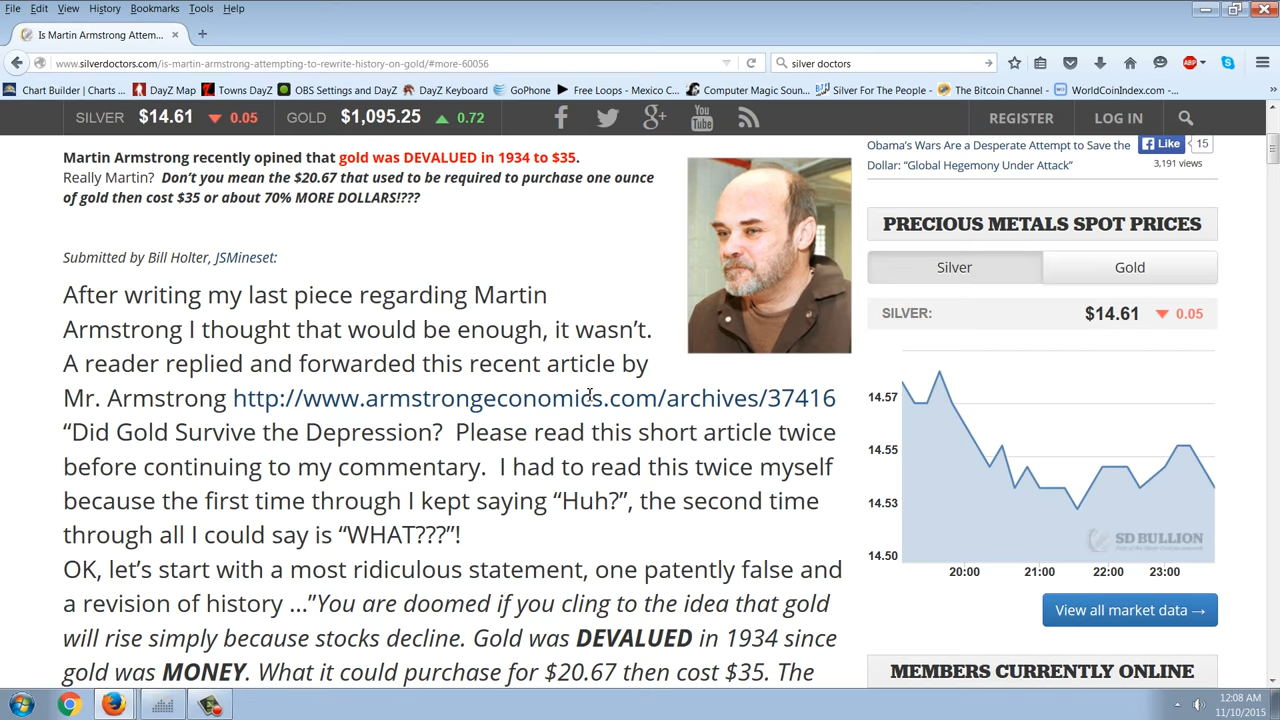 File Edit View History Bookmarks Tools Help
Is Martin Armstrong Attem...
www.silverdoctors.com/is-martin-armstrong-attempting-to-rewrite-history-on-gold/#more-60056
silver doctors
ABP
Chart Builder | Charts ...
DayZ Map
Towns DayZ
OBS Settings DayZ
DayZ Keyboard
GoPhone
Free Loops - Mexico C...
Computer Magic Soun...
Silver For The People -
The Bitcoin Channel -
WorldCoinIndex.com -
SILVER $14.61 0.05 GOLD $1,095.25 0.72
You Tube
REGISTER LOG IN
Martin Armstrong recently opined that gold was DEVALUED in 1934 to $35.
Really Martin? Don't you mean the $20.67 that used to be required to purchase one ounce
of gold then cost $35 or about 70% MORE DOLLARS!???
Submitted by Bill Holter, JSMineset:
After writing my last piece regarding Martin
Armstrong I thought that would be enough, it wasn't.
A reader replied and forwarded this recent article by
Mr. Armstrong http://www.armstrongeconomics.com/archives/37416
"Did Gold Survive the Depression? Please read this short article twice
before continuing to my commentary. I had to read this twice myself
because the first time through I kept saying "Huh?", the second time
through all I could say is "WHAT???"!
OK, let's start with a most ridiculous statement, one patently false and
a revision of history ..."You are doomed if you cling to the idea that gold
will rise simply because stocks decline. Gold was DEVALUED in 1934 since
gold was MONEY. What it could purchase for $20.67 then cost $35. The
Obama's Wars Are a Desperate Attempt to Save the
Dollar: "Global Hegemony Under Attack"
Like 15
3,191 views
PRECIOUS METALS SPOT PRICES
Silver Gold
SILVER: $14.61 0.05
14.57
14.55
14.53
14.50
SD BULLION
20:00 21:00 22:00 23:00
View all market data →
MEMBERS CURRENTLY ONLINE
12:08 AM
11/10/2015